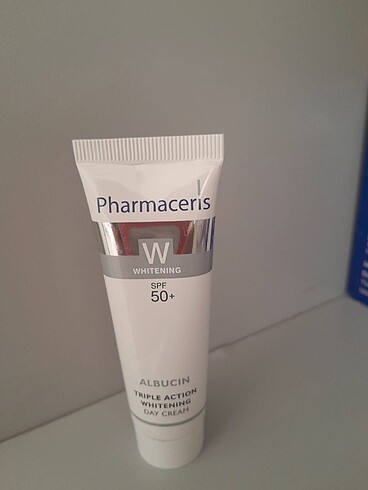 Pharmaceris
W
WHITENING
SPF
50+
ALBUCIN
TRIPLE ACTION
WHITENING
DAY CREAM